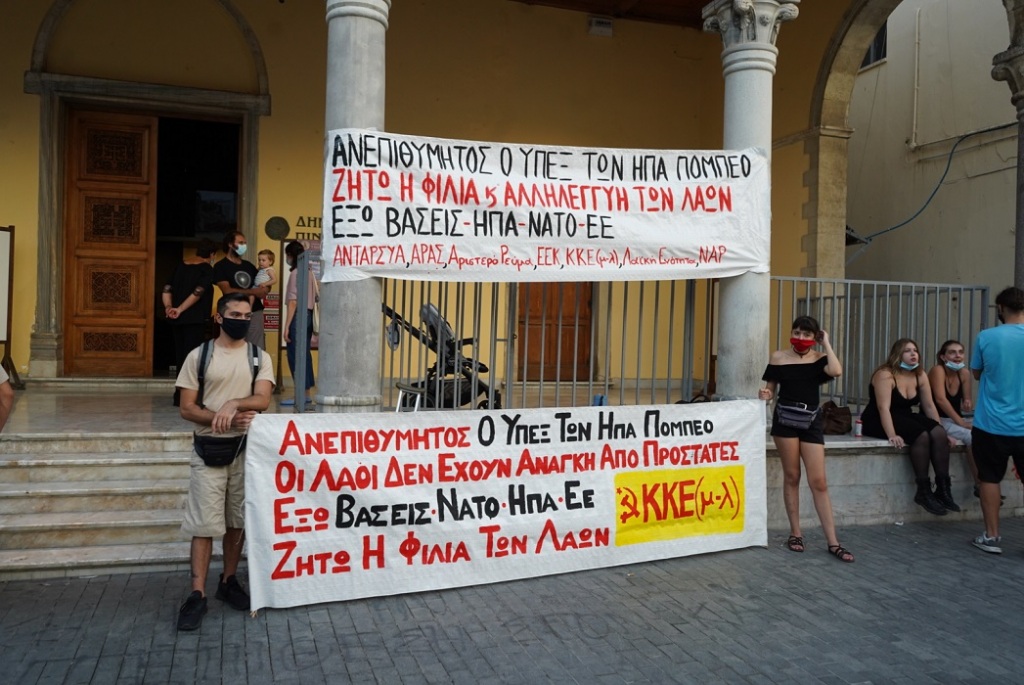 ΑΝΕΠΙΘΥΜΗΤΟΣ Ο ΥΠΕΞ ΤΩΝ ΗΠΑ ΠΟΜΠΕΟ
ΖΗΤΩ Η ΦΙΛΙΑ ς ΑΛΛΗΛΕΓΓΥΗ ΤΩΝ ΛΑΩΝ
ΕΞΩ ΒΑΣΕΙΣ-ΗΠΑ-ΝΑΤΟ-ΕΕ
ΑΝΤΑΡΣΥΑ, ΑΡΑΣ, Αριστερό Ρεύμα, ΕΕΚ, ΚΚΕ(μ-λ), Λαϊκή Ενότητα, ΝΑΡ
ΔΗΜ
ΠΙΝ
ΑΝΕΠΙΘΥΜΗΤΟΣ Ο ΥΠΕΞ ΤΩΝ ΗΠΑ ΠΟΜΠΕΟ
ΟΙ ΛΑΟΙ ΔΕΝ ΕΧΟΥΝ ΑΝΑΓΚΗ ΑΠΟ ΠΡΟΣΤΑΤΕΣ
ΕΞΩ ΒΑΣΕΙΣ·ΝΑΤΟ·ΗΠΑ·ΕΕ
ΚΚΕ(μ-λ)
ΖΗΤΩ Η ΦΙΛΙΑ ΤΩΝ ΛΑΩΝ